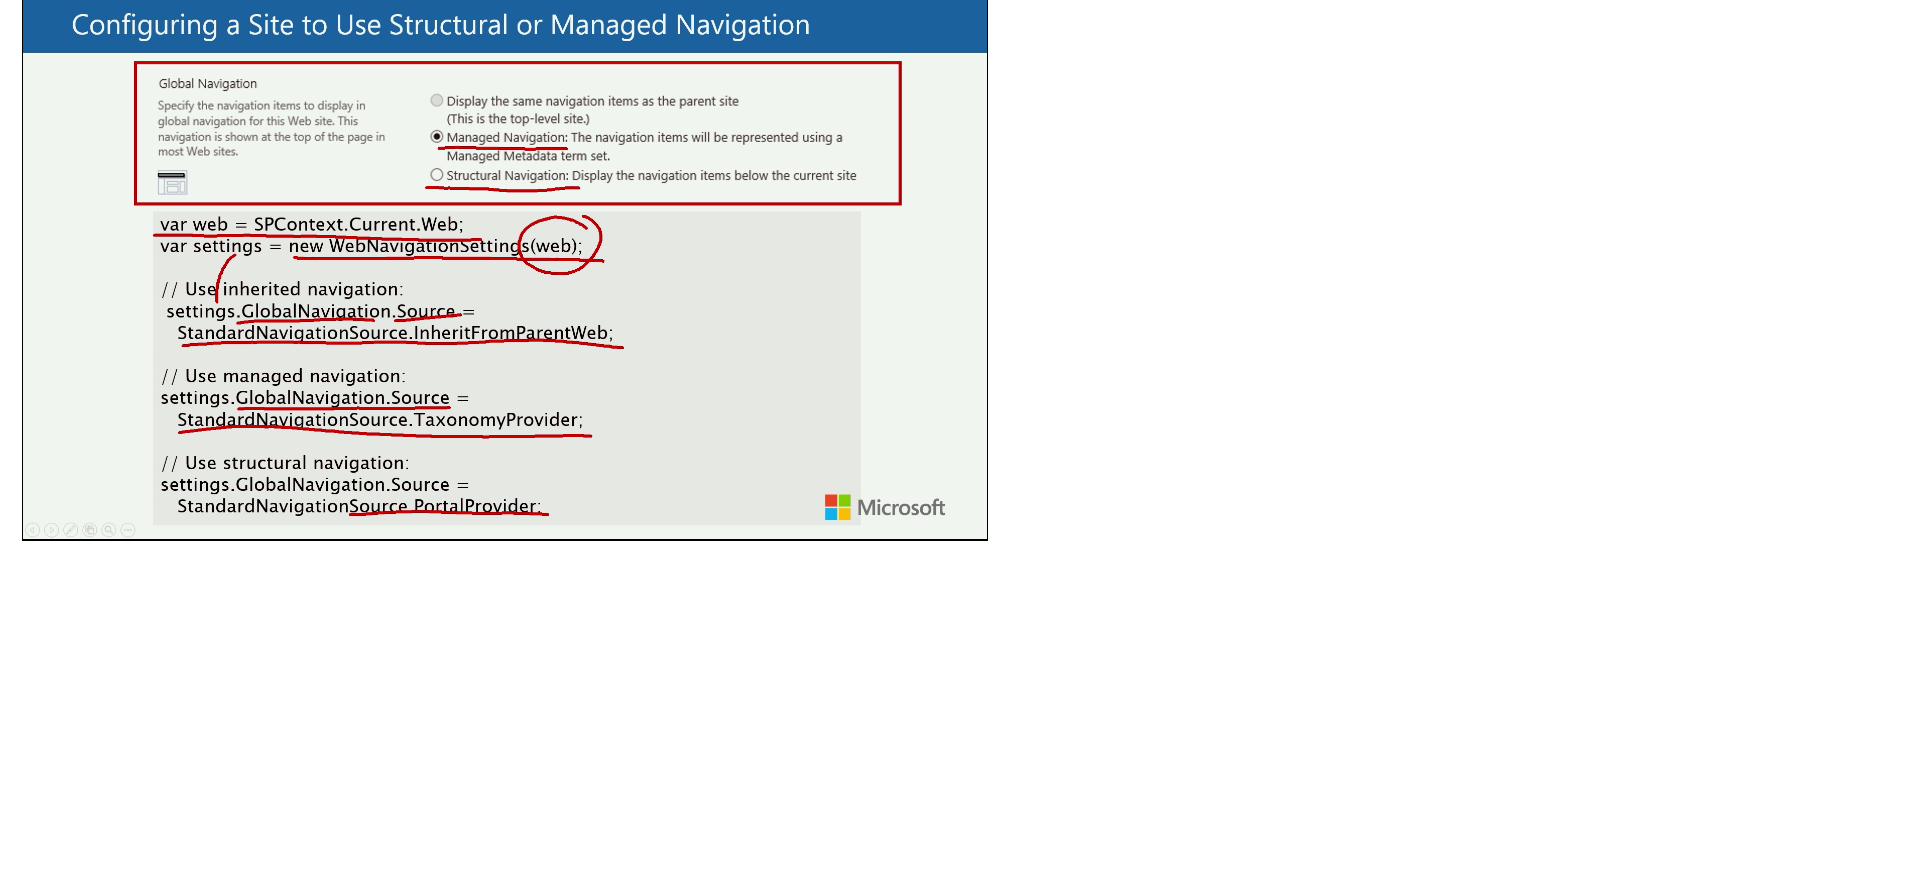 Configuring a Site to Use Structural or Managed Navigation
Global Navigation
Specify the navigation items to display in
global navigation for this Web site. This
navigation is shown at the top of the page in
most Web sites.
Display the same navigation items as the parent site
(This is the top-level site.)
Managed Navigation: The navigation items will be represented using a
Managed Metadata term set.
Structural Navigation: Display the navigation items below the current site
var web = SPContext.Current.Web;
var settings = new WebNavigationSettings(web);
// Use inherited navigation:
settings.GlobalNavigation.Source =
StandardNavigationSource.InheritFromParentWeb;
// Use managed navigation:
settings.GlobalNavigation.Source =
StandardNavigationSource.TaxonomyProvider;
// Use structural navigation:
settings.GlobalNavigation.Source =
StandardNavigationSource.PortalProvider;
Microsoft